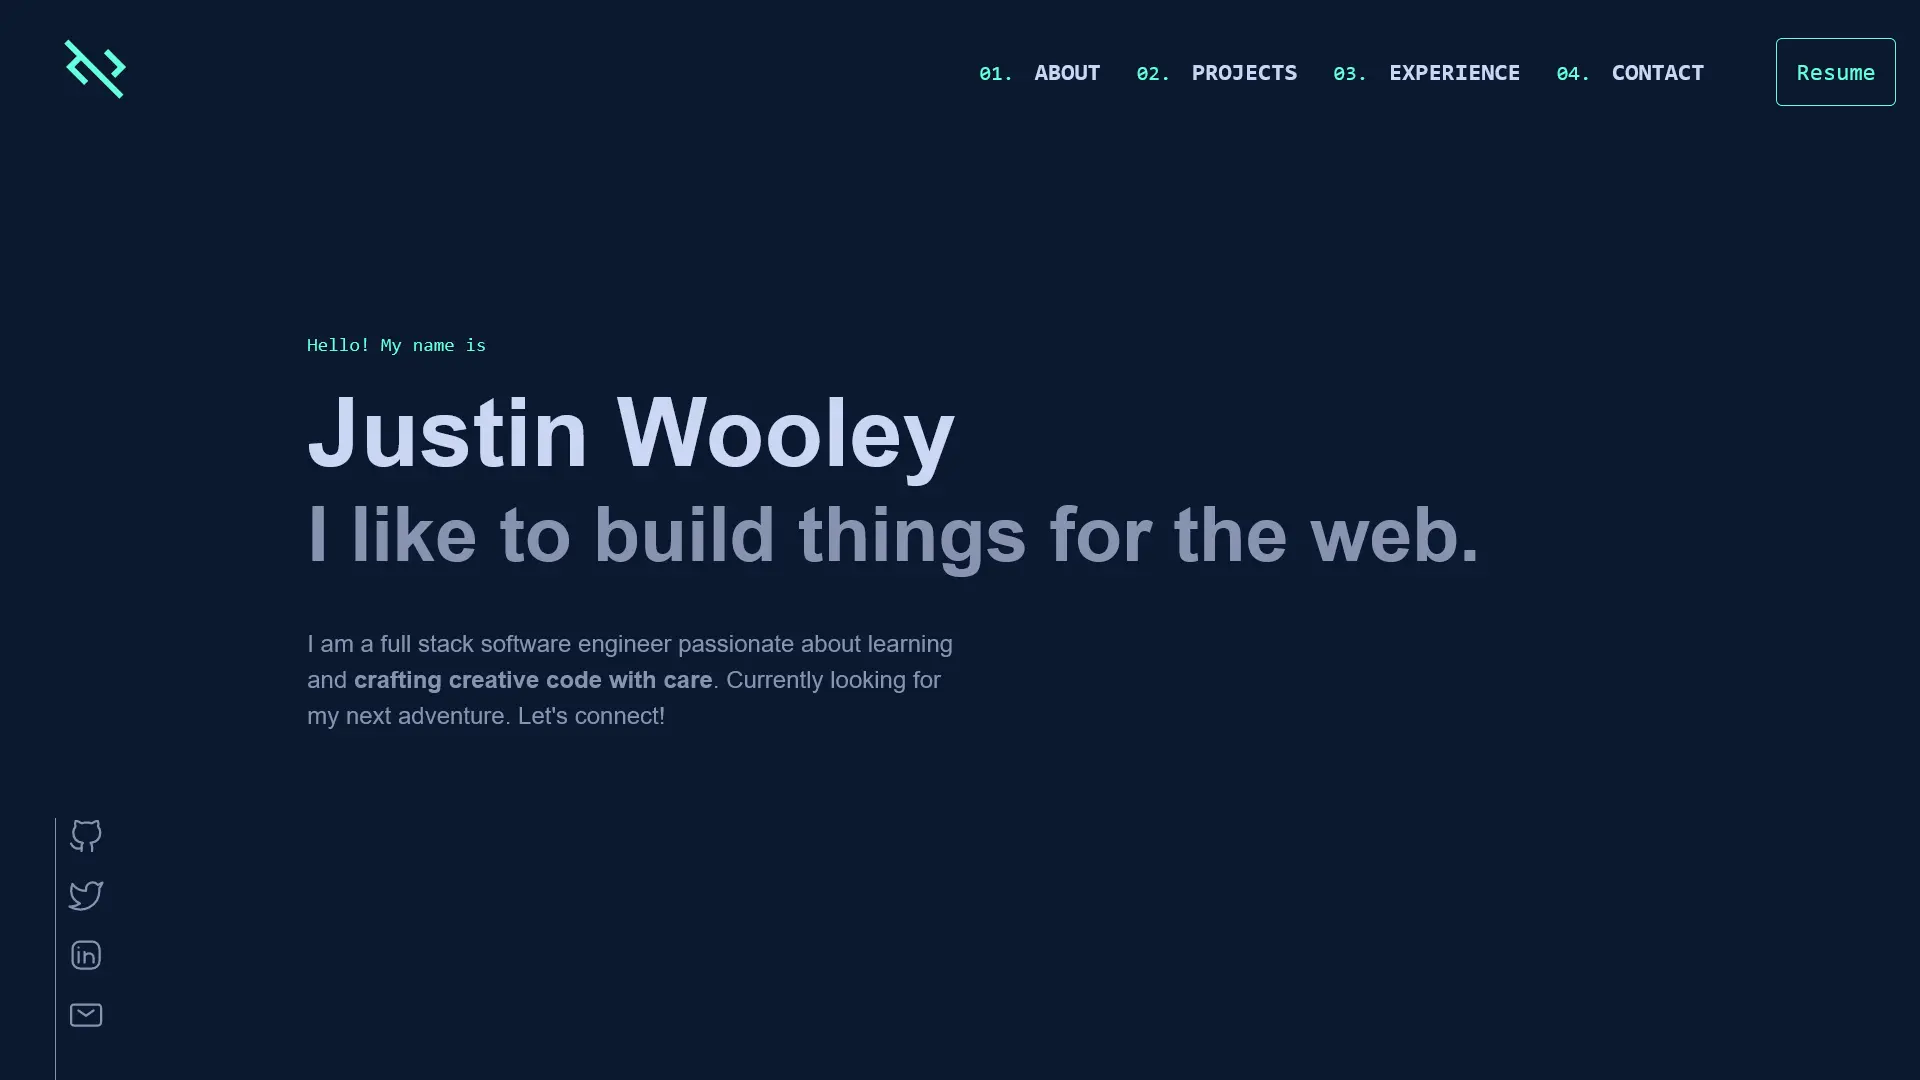 01. ABOUT 02. PROJECTS 03. EXPERIENCE 04. CONTACT Resume
Hello! My name is
Justin Wooley
I like to build things for the web.
I am a full stack software engineer passionate about learning
and crafting creative code with care. Currently looking for
my next adventure. Let's connect!
in